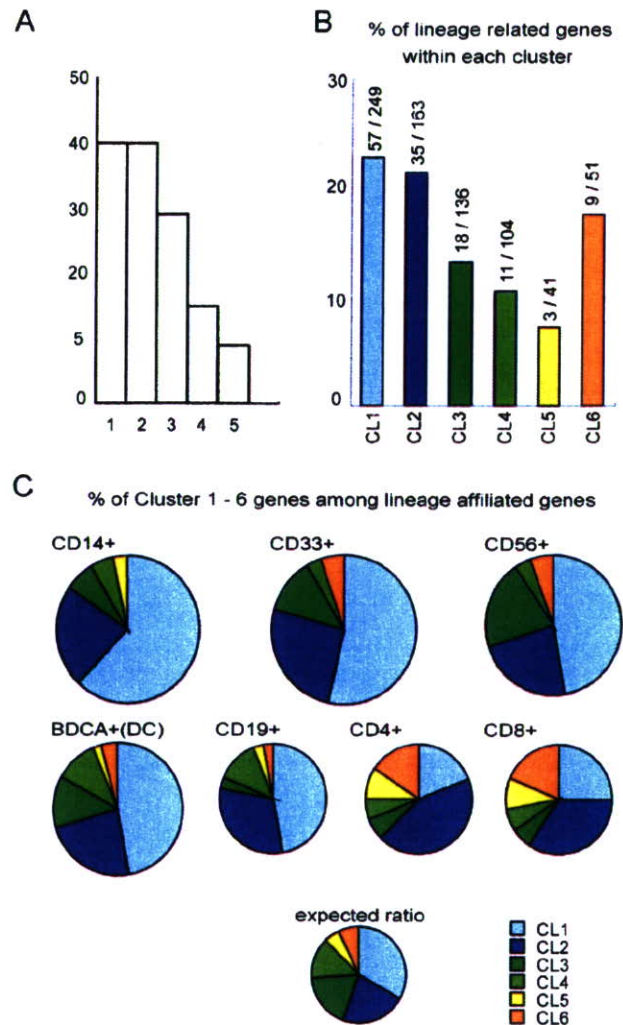 A
50
40
30
20
5
0
1 2 3 4 5
B
% of lineage related genes
within each cluster
30
20
10
0
57 / 249
35 / 163
18 / 136
11 / 104
3 / 41
9 / 51
CL1
CL2
CL3
CL4
CL5
CL6
C
% of Cluster 1 - 6 genes among lineage affiliated genes
CD14+ CD33+ CD56+
BDCA+(DC) CD19+ CD4+ CD8+
expected ratio
CL1
CL2
CL3
CL4
CL5
CL6